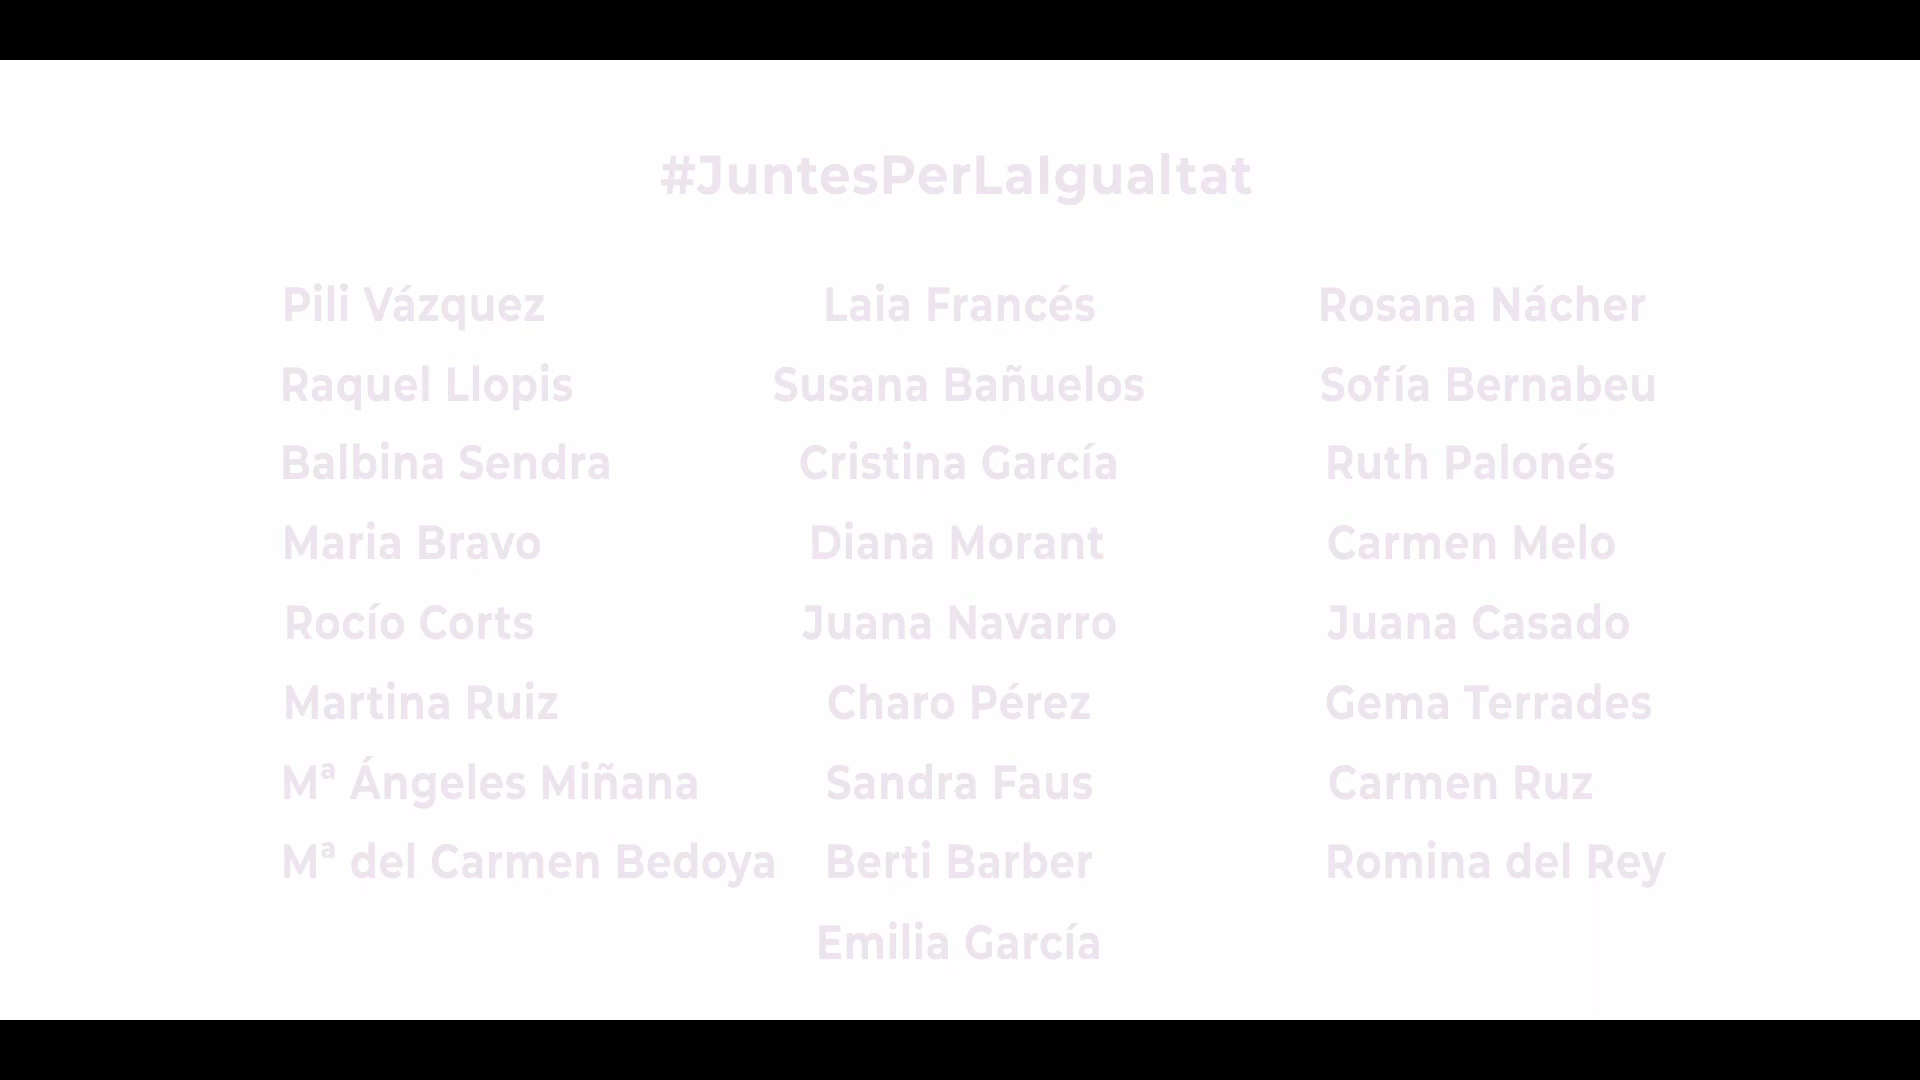 #JuntesPerLaIgualtat
Pili Vázquez
Raquel Llopis
Balbina Sendra
Maria Bravo
Rocío Corts
Martina Ruiz
Mª Ángeles Miñana
Mª del Carmen Bedoya
Laia Francés
Susana Bañuelos
Cristina García
Diana Morant
Juana Navarro
Charo Pérez
Sandra Faus
Berti Barber
Emilia García
Rosana Nácher
Sofía Bernabeu
Ruth Palonés
Carmen Melo
Juana Casado
Gema Terrades
Carmen Ruz
Romina del Rey